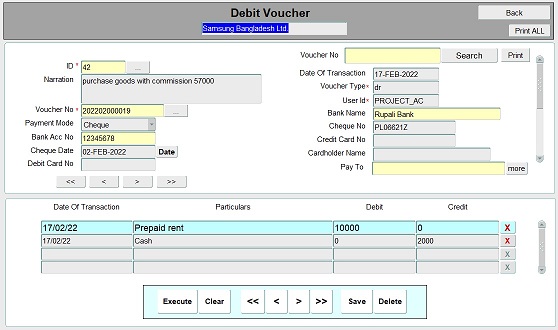 Debit Voucher
Back
Samsung Bangladesh Ltd.
Print ALL
Voucher No Search Print
ID * 42 ...
Narration purchase goods with commission 57000
Date Of Transaction 17-FEB-2022
Voucher Type* dr
User Id* PROJECT_AC
Voucher No * 202202000019 ...
Bank Name Rupali Bank
Payment Mode Cheque
Cheque No PL06621Z
Bank Acc No 12345678
Credit Card No
Cheque Date 02-FEB-2022 Date
Cardholder Name
Debit Card No
Pay To more
<< < > >>
Date Of Transaction Particulars Debit Credit
17/02/22 Prepaid rent 10000 0 X
17/02/22 Cash 0 2000 X
X
X
Execute Clear << < > >> Save Delete